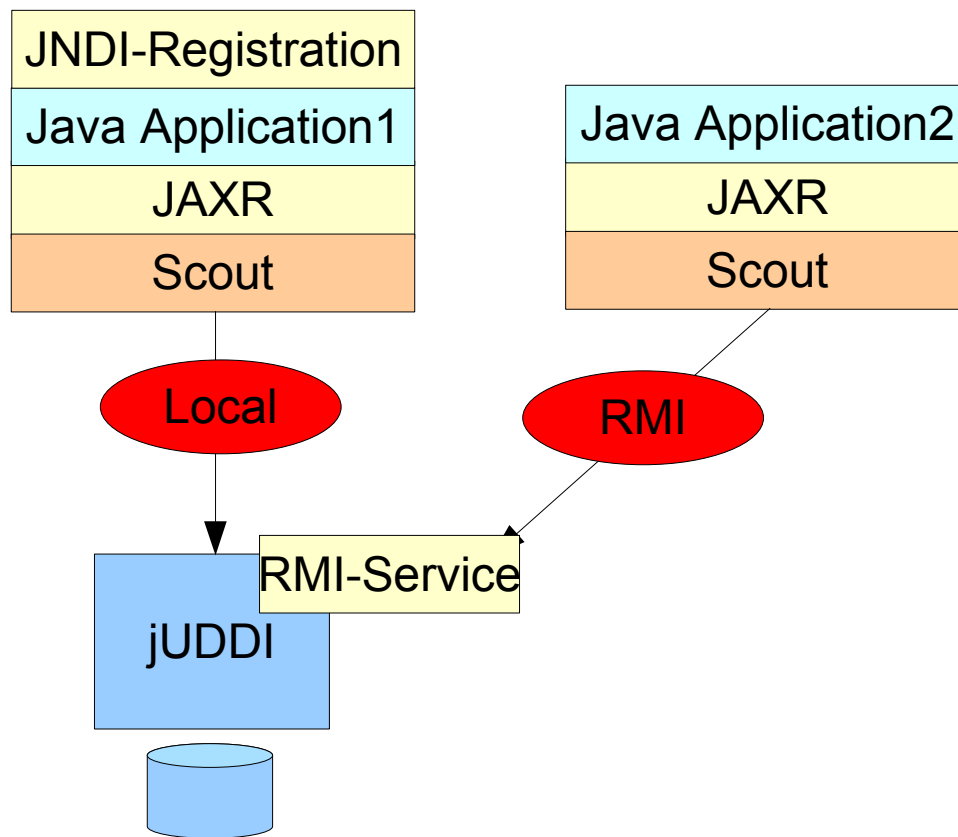 JNDI-Registration
Java Application1
JAXR
Scout
Java Application2
JAXR
Scout
Local
RMI
RMI-Service
jUDDI